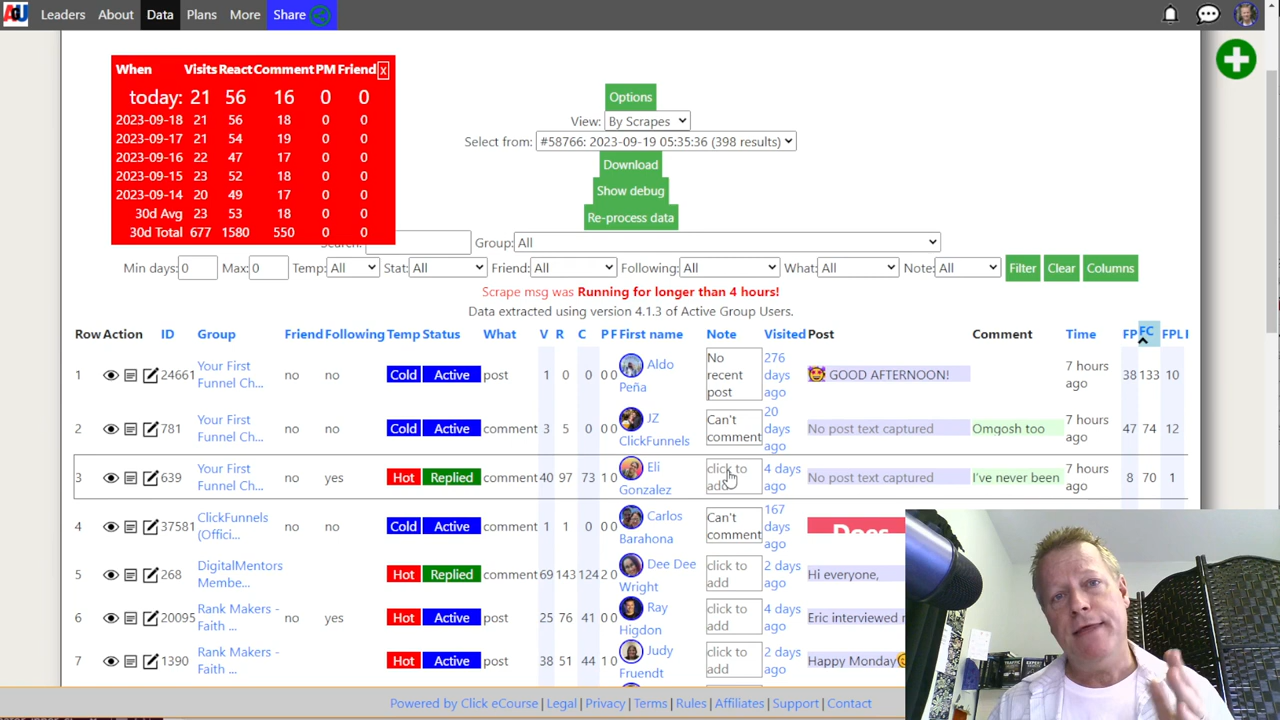 AU Leaders About Data Plans More Share
When Visits React Comment PM Friend x
today: 21 56 16 0 0
2023-09-18 21 56 18 0 0
2023-09-17 21 54 19 0 0
2023-09-16 22 47 17 0 0
2023-09-15 23 52 18 0 0
2023-09-14 20 49 17 0 0
30d Avg 23 53 18 0 0
30d Total 677 1580 550 0 0
Options
View: By Scrapes
Select from: #58766: 2023-09-19 05:35:36 (398 results)
Download
Show debug
Re-process data
Search: Group: All
Min days: 0 Max: 0 Temp: All Stat: All Friend: All Following: All What: All Note: All Filter Clear Columns
Scrape msg was Running for longer than 4 hours!
Data extracted using version 4.1.3 of Active Group Users.
Row Action ID Group Friend Following Temp Status What V R C P F First name Note Visited Post Comment Time FP FC FPL
1 24661 Your First Funnel Ch... no no Cold Active post 1 0 0 0 0 Aldo Peña No recent post 276 days ago GOOD AFTERNOON! 7 hours ago 38 133 10
2 781 Your First Funnel Ch... no no Cold Active comment 3 5 0 0 0 JZ ClickFunnels Can't comment 20 days ago No post text captured Omgosh too 7 hours ago 47 74 12
3 639 Your First Funnel Ch... no yes Hot Replied comment 40 97 73 1 0 Eli Gonzalez click to add 4 days ago No post text captured I've never been 7 hours ago 8 70 1
4 37581 ClickFunnels (Offici... no no Cold Active comment 1 1 0 0 0 Carlos Barahona Can't comment 167 days ago Does
5 268 DigitalMentors Membe... no no Hot Replied comment 69 143 124 2 0 Dee Dee Wright click to add 2 days ago Hi everyone,
6 20095 Rank Makers - Faith ... no yes Hot Active post 25 76 41 0 0 Ray Higdon click to add 4 days ago Eric interviewed
7 1390 Rank Makers - Faith ... no no Hot Active post 38 51 44 1 0 Judy Fruendt click to add 2 days ago Happy Monday
Powered by Click eCourse | Legal | Privacy | Terms | Rules | Affiliates | Support | Contact